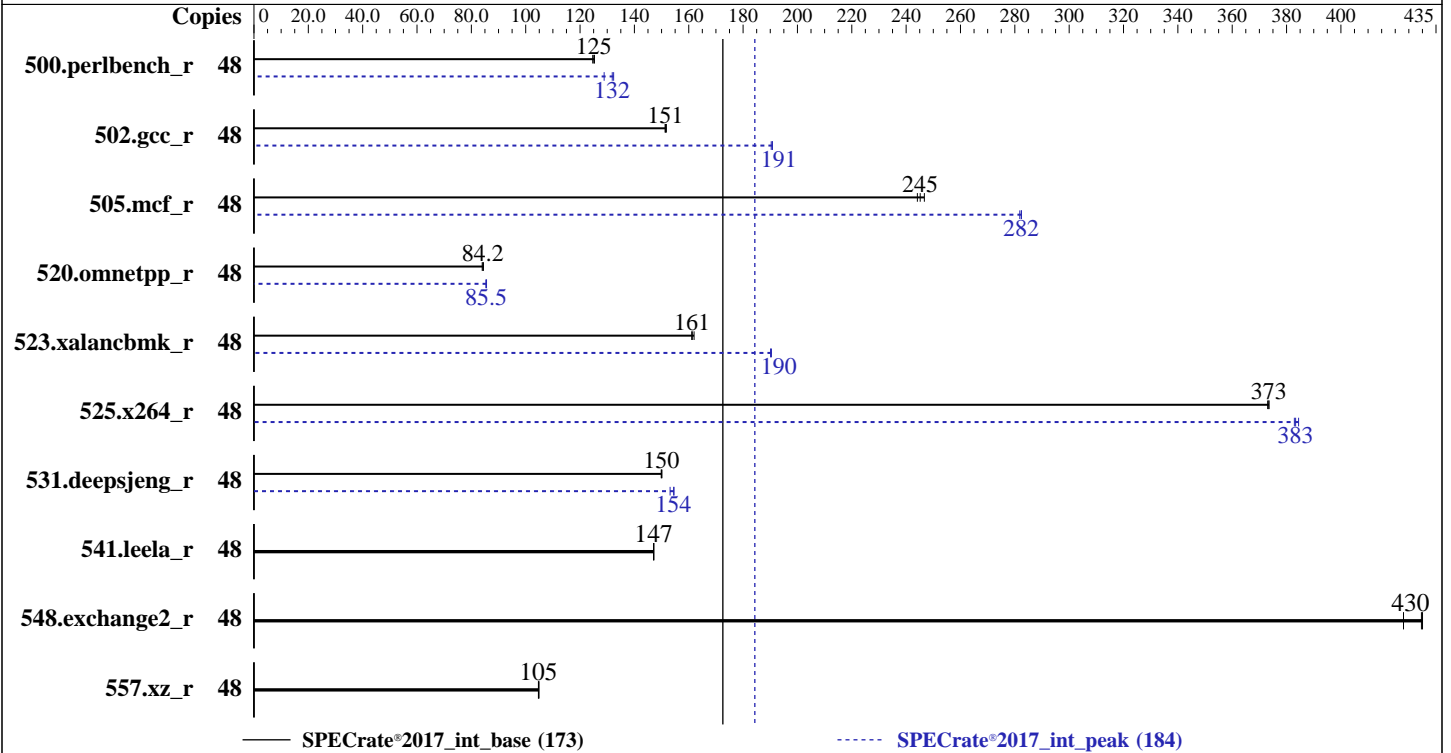 Copies 0 20.0 40.0 60.0 80.0 100 120 140 160 180 200 220 240 260 280 300 320 340 360 380 400 435
125
500.perlbench_r 48
132
151
502.gcc_r 48
191
245
505.mcf_r 48
282
84.2
520.omnetpp_r 48
85.5
161
523.xalancbmk_r 48
190
373
525.x264_r 48
383
150
531.deepsjeng_r 48
154
147
541.leela_r 48
430
548.exchange2_r 48
105
557.xz_r 48
SPECrate®2017_int_base (173) SPECrate®2017_int_peak (184)